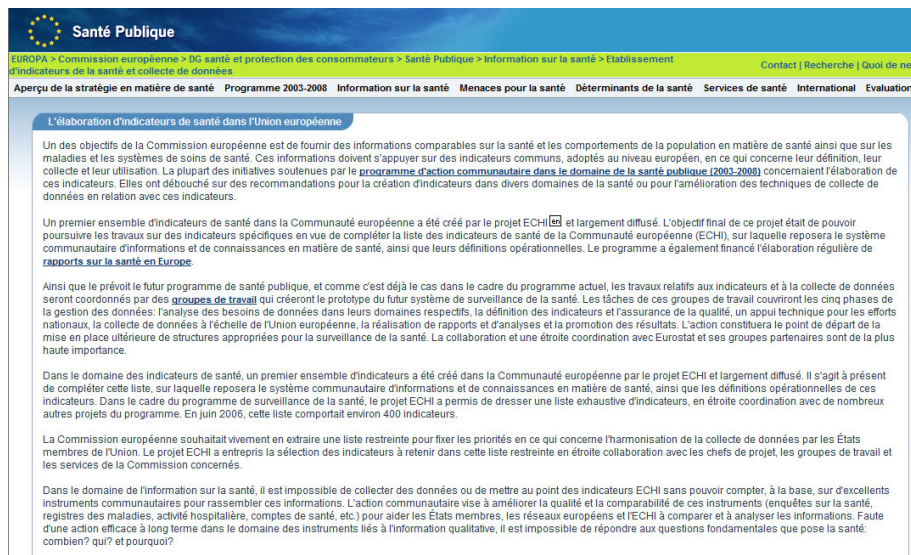 Santé Publique
EUROPA > Commission européenne > DG santé et protection des consommateurs > Santé Publique > Information sur la santé > Etablissement
d'indicateurs de la santé et collecte de données
Contact | Recherche | Quoi de ne
Aperçu de la stratégie en matière de santé Programme 2003-2008 Information sur la santé Menaces pour la santé Déterminants de la santé Services de santé International Evaluation
L'élaboration d'indicateurs de santé dans l'Union européenne
Un des objectifs de la Commission européenne est de fournir des informations comparables sur la santé et les comportements de la population en matière de santé ainsi que sur les
maladies et les systèmes de soins de santé. Ces informations doivent s'appuyer sur des indicateurs communs, adoptés au niveau européen, en ce qui concerne leur définition, leur
collecte et leur utilisation. La plupart des initiatives soutenues par le programme d'action communautaire dans le domaine de la santé publique (2003-2008) concernaient l'élaboration de
ces indicateurs. Elles ont débouché sur des recommandations pour la création d'indicateurs dans divers domaines de la santé ou pour l'amélioration des techniques de collecte de
données en relation avec ces indicateurs.
Un premier ensemble d'indicateurs de santé dans la Communauté européenne a été créé par le projet ECHI en et largement diffusé. L'objectif final de ce projet était de pouvoir
poursuivre les travaux sur des indicateurs spécifiques en vue de compléter la liste des indicateurs de santé de la Communauté européenne (ECHI), sur laquelle reposera le système
communautaire d'informations et de connaissances en matière de santé, ainsi que leurs définitions opérationnelles. Le programme a également financé l'élaboration régulière de
rapports sur la santé en Europe.
Ainsi que le prévoit le futur programme de santé publique, et comme c'est déjà le cas dans le cadre du programme actuel, les travaux relatifs aux indicateurs et à la collecte de données
seront coordonnés par des groupes de travail qui créeront le prototype du futur système de surveillance de la santé. Les tâches de ces groupes de travail couvriront les cinq phases de
la gestion des données: l'analyse des besoins de données dans leurs domaines respectifs, la définition des indicateurs et l'assurance de la qualité, un appui technique pour les efforts
nationaux, la collecte de données à l'échelle de l'Union européenne, la réalisation de rapports et d'analyses et la promotion des résultats. L'action constituera le point de départ de la
mise en place ultérieure de structures appropriées pour la surveillance de la santé. La collaboration et une étroite coordination avec Eurostat et ses groupes partenaires sont de la plus
haute importance.
Dans le domaine des indicateurs de santé, un premier ensemble d'indicateurs a été créé dans la Communauté européenne par le projet ECHI et largement diffusé. Il s'agit à présent
de compléter cette liste, sur laquelle reposera le système communautaire d'informations et de connaissances en matière de santé, ainsi que les définitions opérationnelles de ces
indicateurs. Dans le cadre du programme de surveillance de la santé, le projet ECHI a permis de dresser une liste exhaustive d'indicateurs, en étroite coordination avec de nombreux
autres projets du programme. En juin 2006, cette liste comportait environ 400 indicateurs.
La Commission européenne souhaitait vivement en extraire une liste restreinte pour fixer les priorités en ce qui concerne l'harmonisation de la collecte de données par les États
membres de l'Union. Le projet ECHI a entrepris la sélection des indicateurs à retenir dans cette liste restreinte en étroite collaboration avec les chefs de projet, les groupes de travail et
les services de la Commission concernés.
Dans le domaine de l'information sur la santé, il est impossible de collecter des données ou de mettre au point des indicateurs ECHI sans pouvoir compter, à la base, sur d'excellents
instruments communautaires pour rassembler ces informations. L'action communautaire vise à améliorer la qualité et la comparabilité de ces instruments (enquêtes sur la santé,
registres des maladies, activité hospitalière, comptes de santé, etc.) pour aider les États membres, les réseaux européens et l'ECHI à comparer et à analyser les informations. Faute
d'une action efficace à long terme dans le domaine des instruments liés à l'information qualitative, il est impossible de répondre aux questions fondamentales que pose la santé:
combien? qui? et pourquoi?